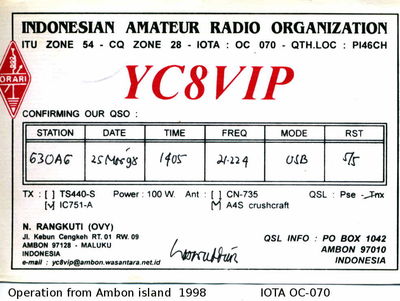 INDONESIAN AMATEUR RADIO ORGANIZATION
ITU ZONE 54 - CQ ZONE 28 - IOTA : OC 070 - QTH.LOC : PI46CH
ORARI
YC8VIP
CONFIRMING OUR QSO :
STATION DATE TIME FREQ MODE RST
G3OAG 25 98 1405 21.224 USB 5/5
TX : [ ] TS440-S Power : 100 W. Ant : [ ] CN-735 QSL : Pse - Tnx
[ ] IC751-A [ ] A4S crushcraft
N. RANGKUTI (OVY)
Jl. Kebun Cengkeh RT. 01 RW. 09
AMBON 97128 - MALUKU
INDONESIA
e-mail : yc8vip@ambon.wasantara.net.id
QSL INFO : PO BOX 1042
AMBON 97010
INDONESIA
Operation from Ambon island 1998 IOTA OC-070